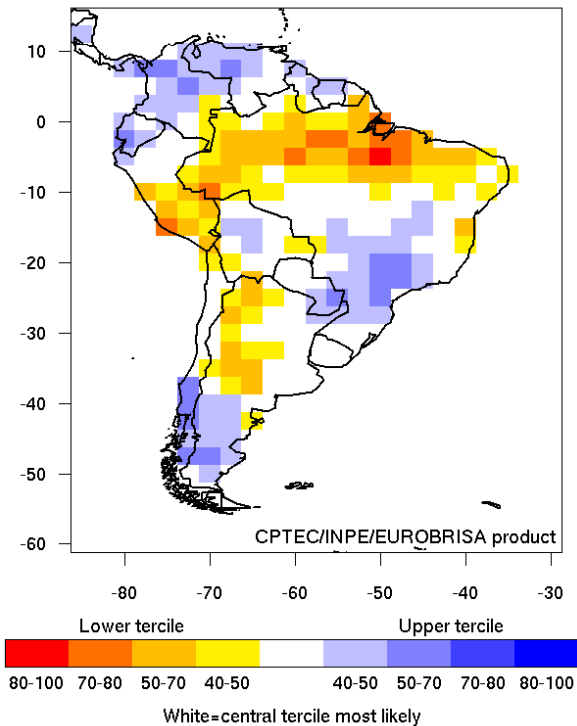 10
0
-10
-20
-30
-40
-50
-60
CPTEC/INPE/EUROBRISA product
-80 -70 -60 -50 -40 -30
Lower tercile Upper tercile
80-100 70-80 50-70 40-50 40-50 50-70 70-80 80-100
White=central tercile most likely